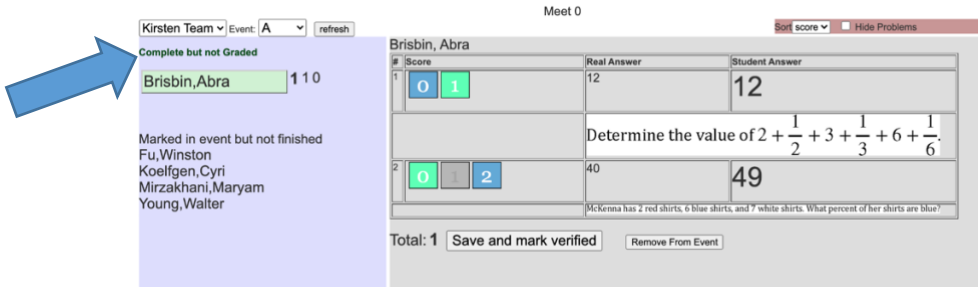 Meet 0
Kirsten Team Event: A refresh
Sort score Hide Problems
Complete but not Graded
Brisbin,Abra 1 1 0
Marked in event but not finished
Fu,Winston
Koelfgen,Cyri
Mirzakhani,Maryam
Young,Walter
Brisbin, Abra
# Score Real Answer Student Answer
1 0 1 12 12
Determine the value of 2 + 1/2 + 3 + 1/3 + 6 + 1/6.
2 0 1 2 40 49
McKenna has 2 red shirts, 6 blue shirts, and 7 white shirts. What percent of her shirts are blue?
Total: 1 Save and mark verified Remove From Event